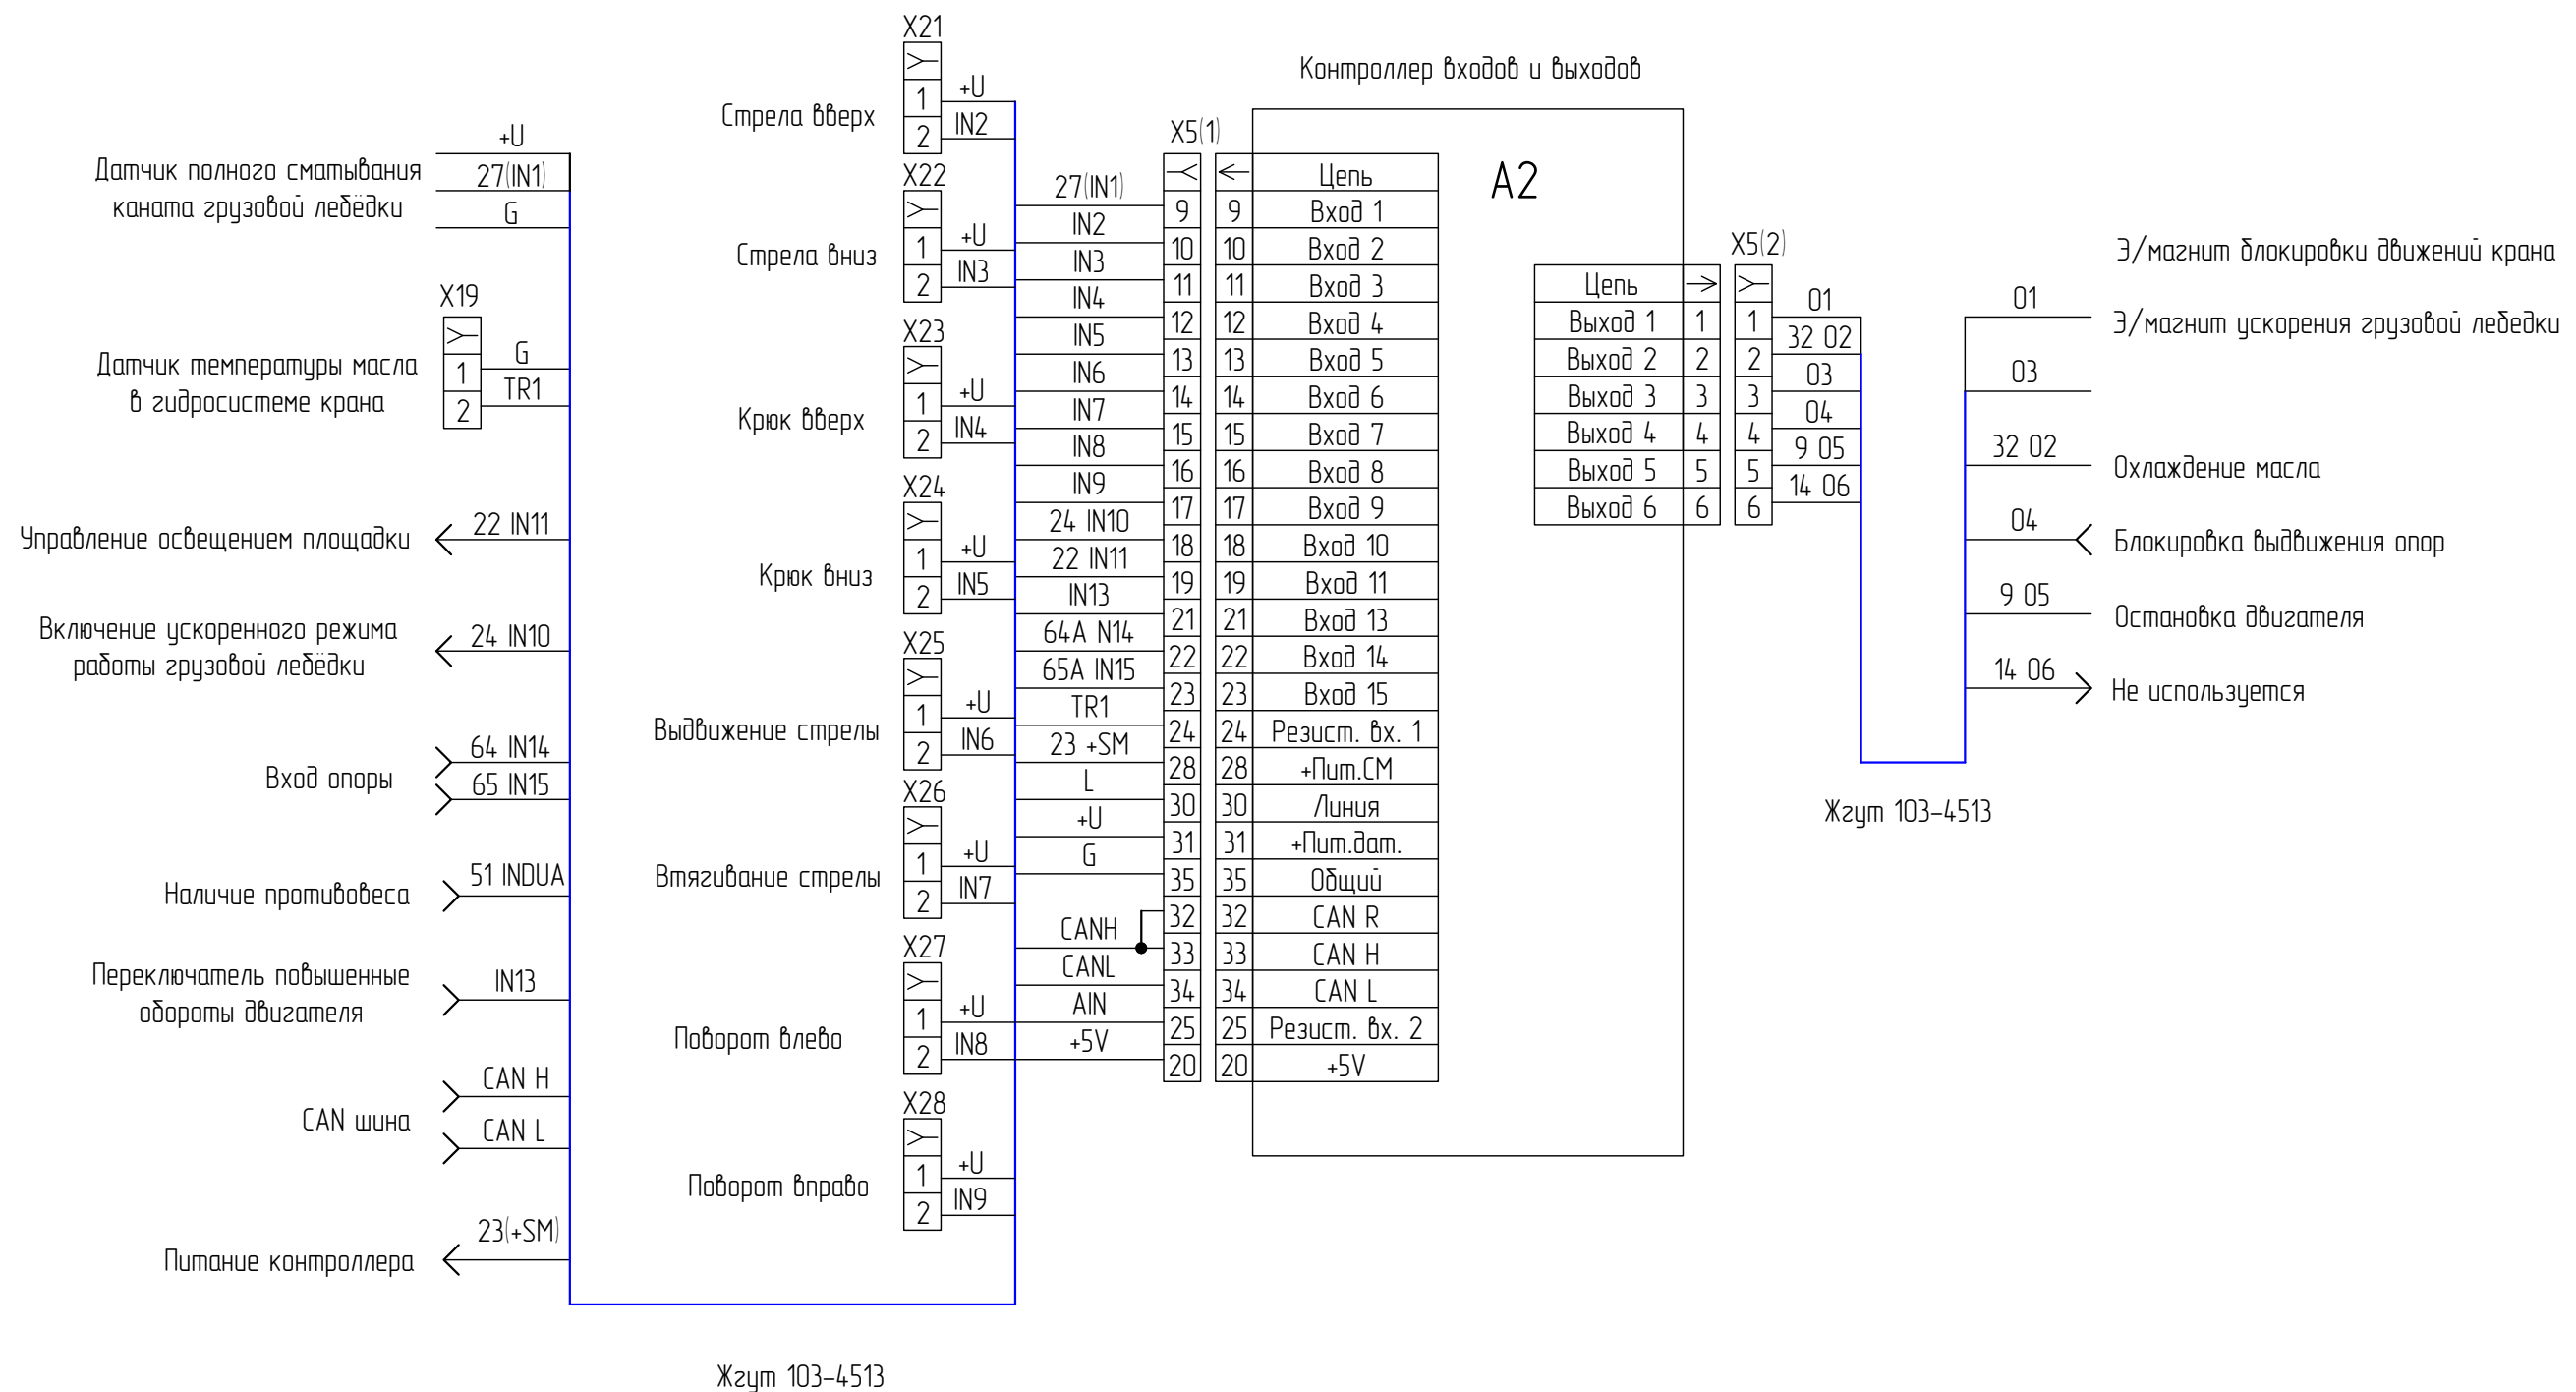 Датчик полного сматывания
каната грузовой лебёдки
+U
27(IN1)
G
X19
1
G
2
TR1
Датчик температуры масла
в гидросистеме крана
Управление освещением площадки
22 IN11
Включение ускоренного режима
работы грузовой лебёдки
24 IN10
Вход опоры
64 IN14
65 IN15
Наличие противовеса
51 INDUA
Переключатель повышенные
обороты двигателя
IN13
CAN шина
CAN H
CAN L
Питание контроллера
23(+SM)
Жгут 103-4513
X21
Стрела вверх
1 +U
2 IN2
X22
Стрела вниз
1 +U
2 IN3
X23
Крюк вверх
1 +U
2 IN4
X24
Крюк вниз
1 +U
2 IN5
X25
Выдвижение стрелы
1 +U
2 IN6
X26
Втягивание стрелы
1 +U
2 IN7
X27
Поворот влево
1 +U
2 IN8
X28
Поворот вправо
1 +U
2 IN9
Контроллер входов и выходов
A2
X5(1)
Цепь
27(IN1) 9 9 Вход 1
IN2 10 10 Вход 2
IN3 11 11 Вход 3
IN4 12 12 Вход 4
IN5 13 13 Вход 5
IN6 14 14 Вход 6
IN7 15 15 Вход 7
IN8 16 16 Вход 8
IN9 17 17 Вход 9
24 IN10 18 18 Вход 10
22 IN11 19 19 Вход 11
IN13 21 21 Вход 13
64A N14 22 22 Вход 14
65A IN15 23 23 Вход 15
TR1 24 24 Резист. вх. 1
23 +SM 28 28 +Пит.СМ
L 30 30 Линия
+U 31 31 +Пит.дат.
G 35 35 Общий
32 32 CAN R
CANH 33 33 CAN H
CANL 34 34 CAN L
AIN 25 25 Резист. вх. 2
+5V 20 20 +5V
X5(2)
Цепь
Выход 1 1 1 O1
Выход 2 2 2 32 O2
Выход 3 3 3 O3
Выход 4 4 4 O4
Выход 5 5 5 9 O5
Выход 6 6 6 14 O6
Э/магнит блокировки движений крана
O1
Э/магнит ускорения грузовой лебедки
O3
32 O2
Охлаждение масла
O4
Блокировка выдвижения опор
9 O5
Остановка двигателя
14 O6
Не используется
Жгут 103-4513